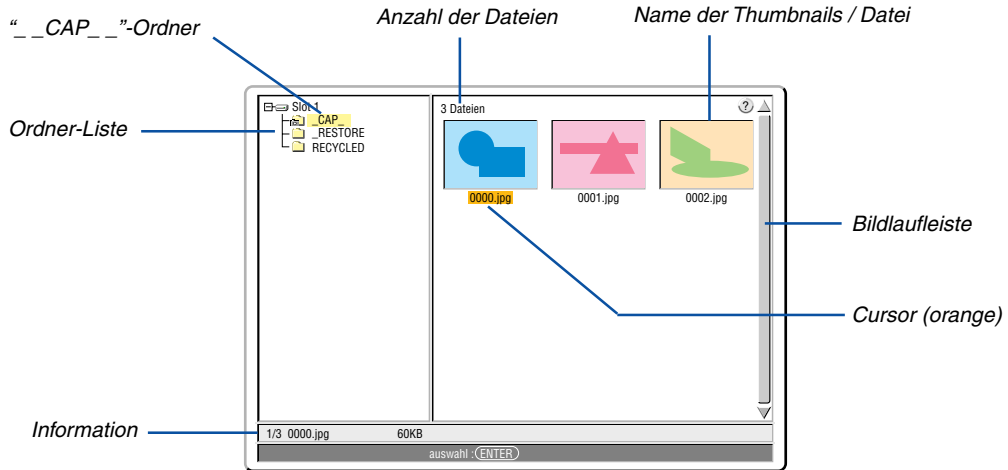 “_ _CAP_ _”-Ordner
Anzahl der Dateien
Name der Thumbnails / Datei
Ordner-Liste
Slot 1
_CAP_
_RESTORE
RECYCLED
3 Dateien
?
0000.jpg
0001.jpg
0002.jpg
Bildlaufleiste
Cursor (orange)
Information
1/3 0000.jpg 60KB
auswahl :ENTER